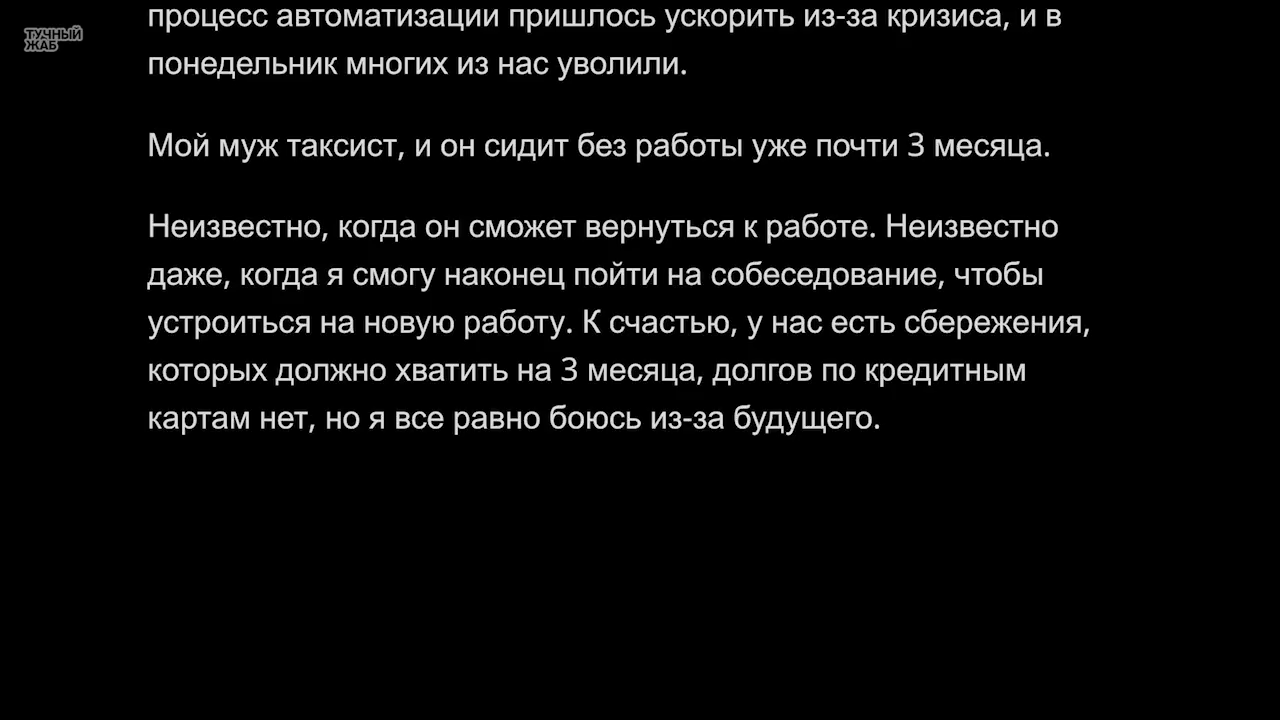 ТУЧНЫЙ
ЖАБ
процесс автоматизации пришлось ускорить из-за кризиса, и в
понедельник многих из нас уволили.
Мой муж таксист, и он сидит без работы уже почти 3 месяца.
Неизвестно, когда он сможет вернуться к работе. Неизвестно
даже, когда я смогу наконец пойти на собеседование, чтобы
устроиться на новую работу. К счастью, у нас есть сбережения,
которых должно хватить на 3 месяца, долгов по кредитным
картам нет, но я все равно боюсь из-за будущего.